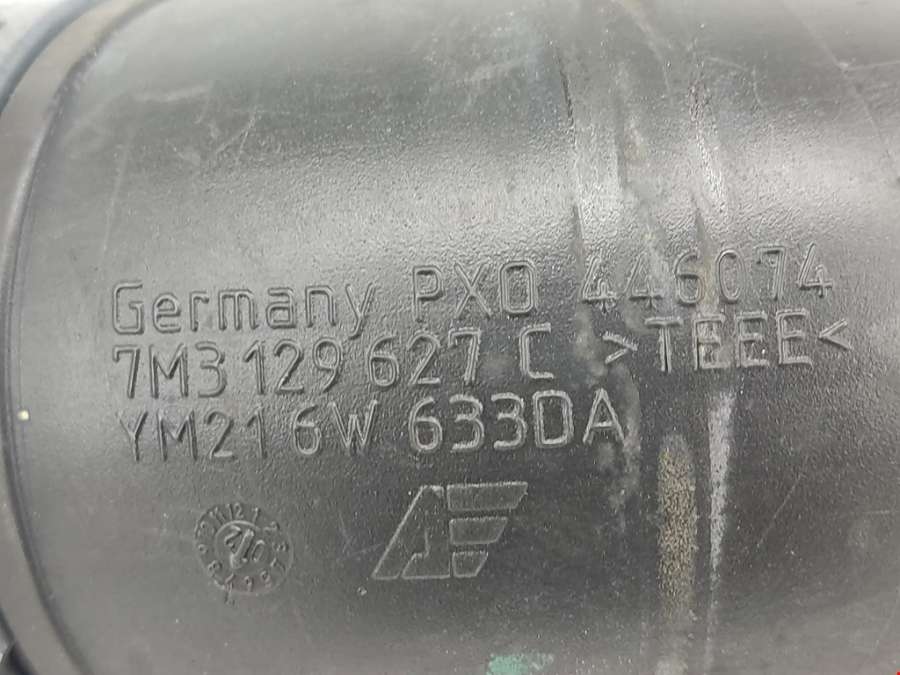 Germany PXO 446074
7M3 129 627 C >TEEE<
YM21 6W 633DA